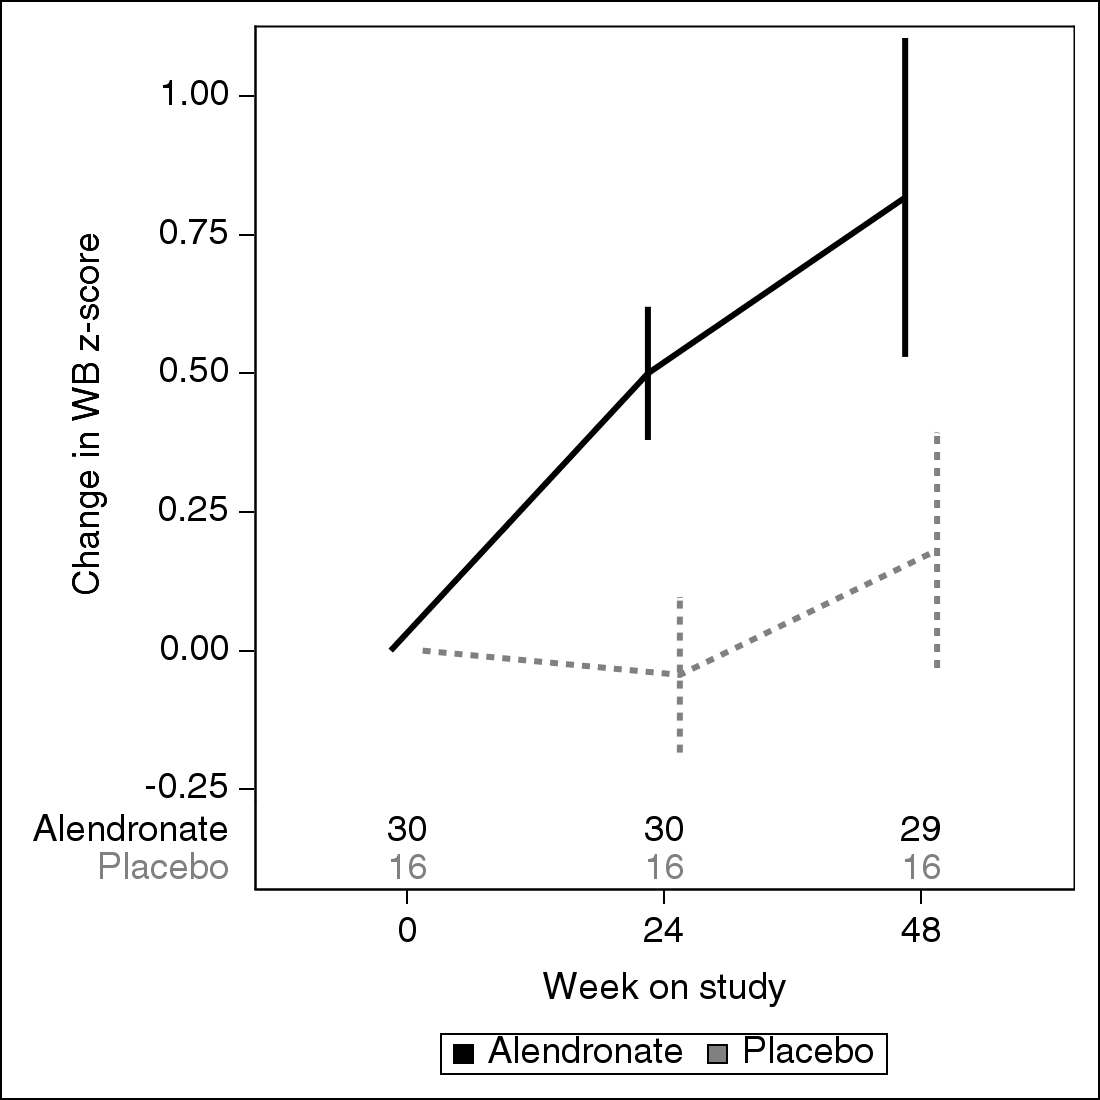 1.00
0.75
0.50
0.25
0.00
-0.25
Change in WB z-score
Alendronate 30 30 29
Placebo 16 16 16
0 24 48
Week on study
Alendronate Placebo